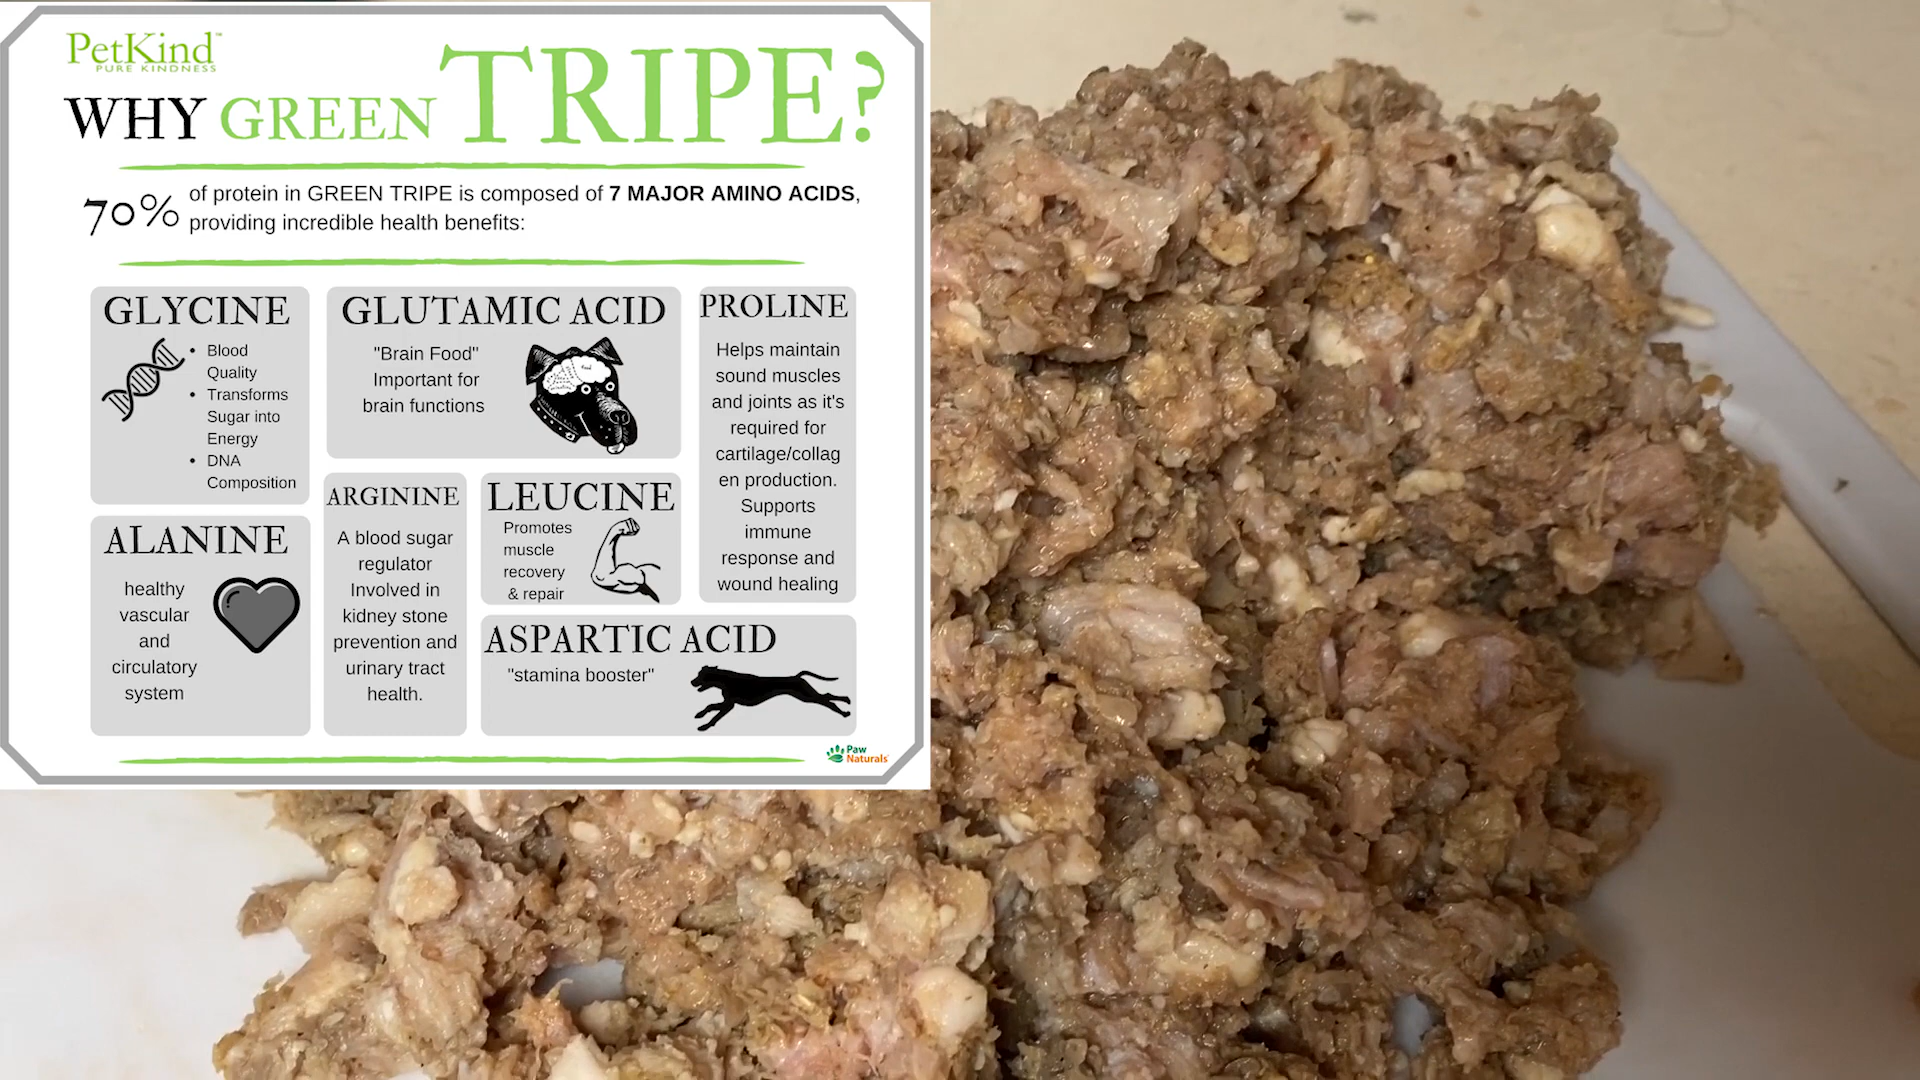 PetKind™
PURE KINDNESS
WHY GREEN TRIPE?
70% of protein in GREEN TRIPE is composed of 7 MAJOR AMINO ACIDS,
providing incredible health benefits:
GLYCINE
• Blood
Quality
• Transforms
Sugar into
Energy
• DNA
Composition
GLUTAMIC ACID
"Brain Food"
Important for
brain functions
PROLINE
Helps maintain
sound muscles
and joints as it's
required for
cartilage/collag
en production.
Supports
immune
response and
wound healing
ALANINE
healthy
vascular
and
circulatory
system
ARGININE
A blood sugar
regulator
Involved in
kidney stone
prevention and
urinary tract
health.
LEUCINE
Promotes
muscle
recovery
& repair
ASPARTIC ACID
"stamina booster"
Paw
Naturals